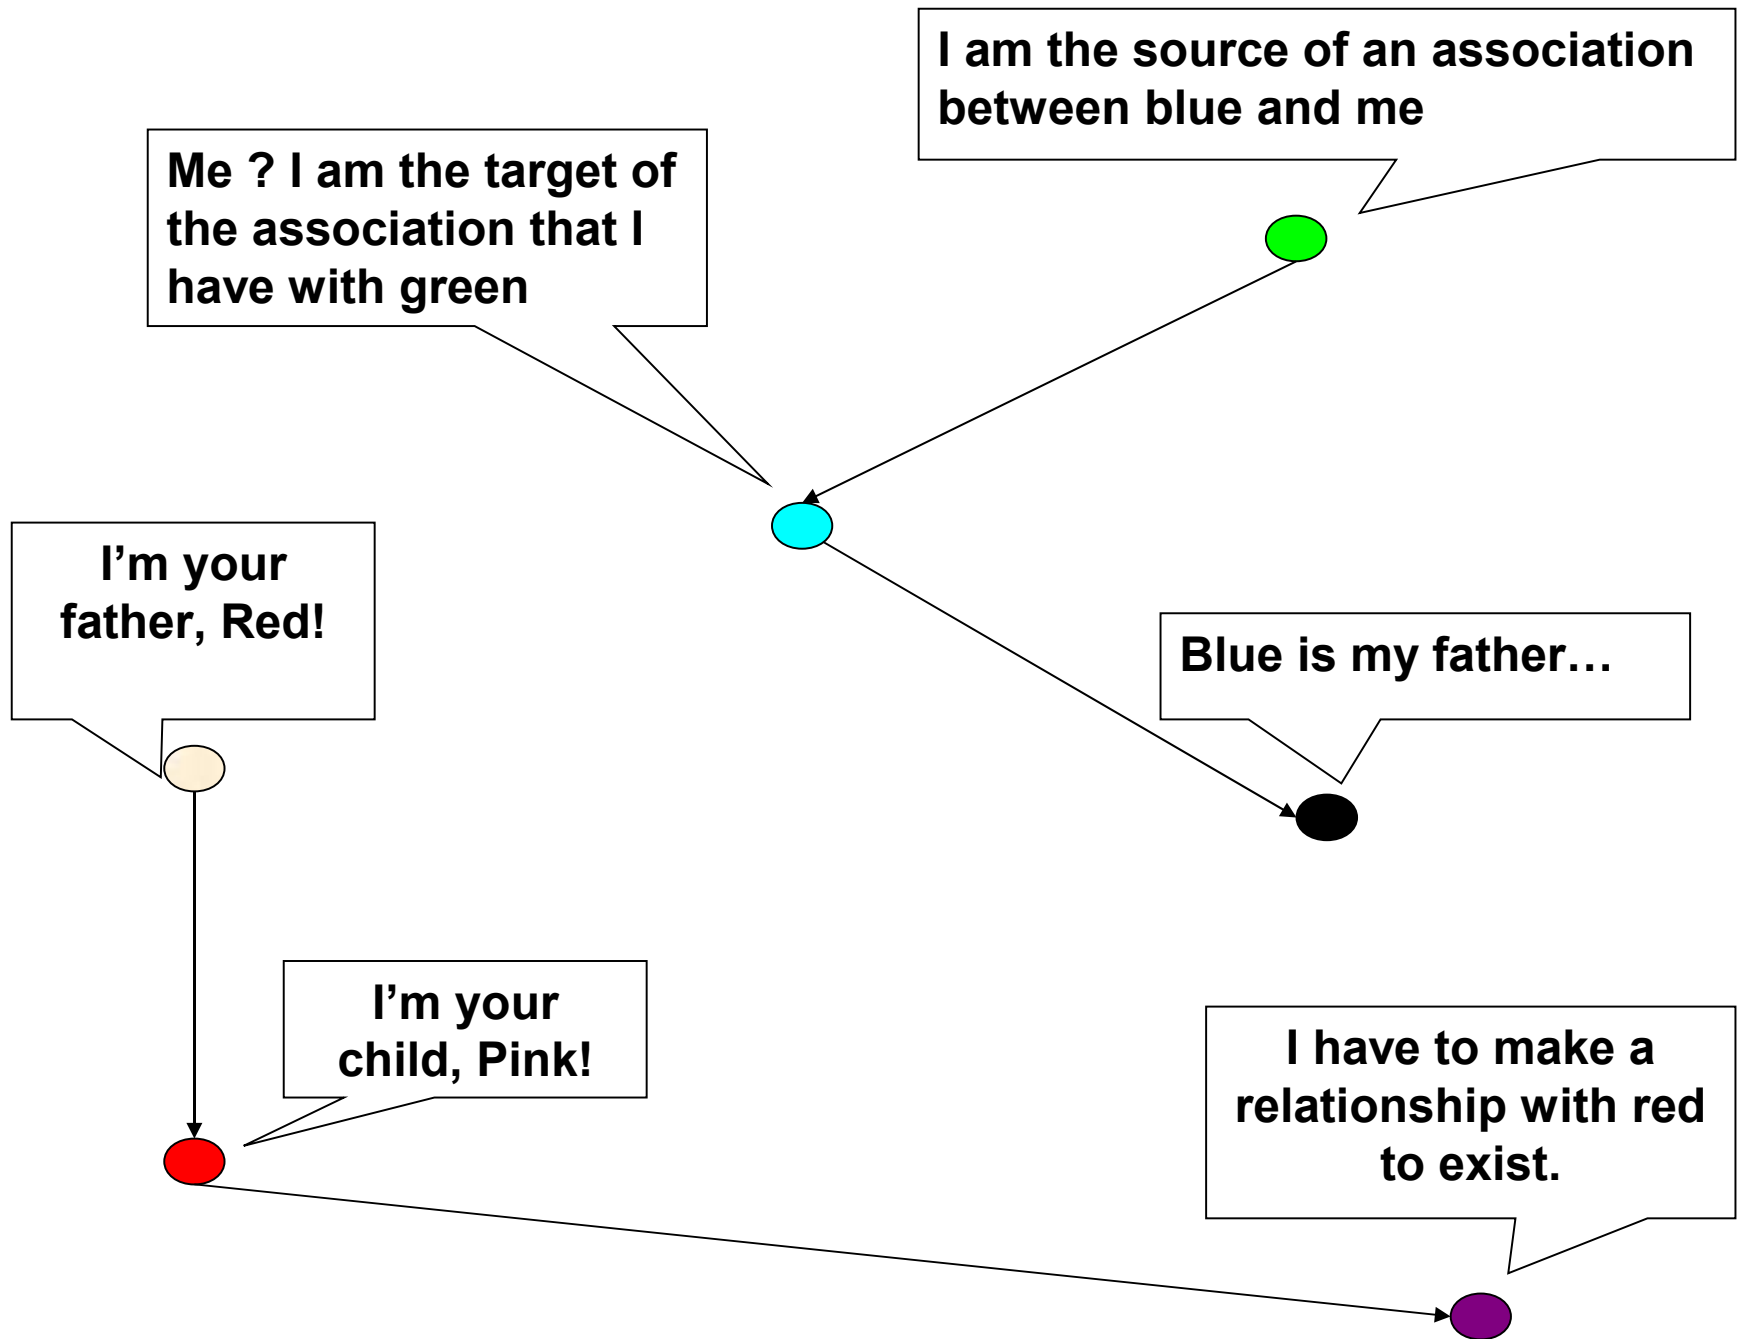 I am the source of an association
between blue and me
Me ? I am the target of
the association that I
have with green
I’m your
father, Red!
Blue is my father…
I’m your
child, Pink!
I have to make a
relationship with red
to exist.